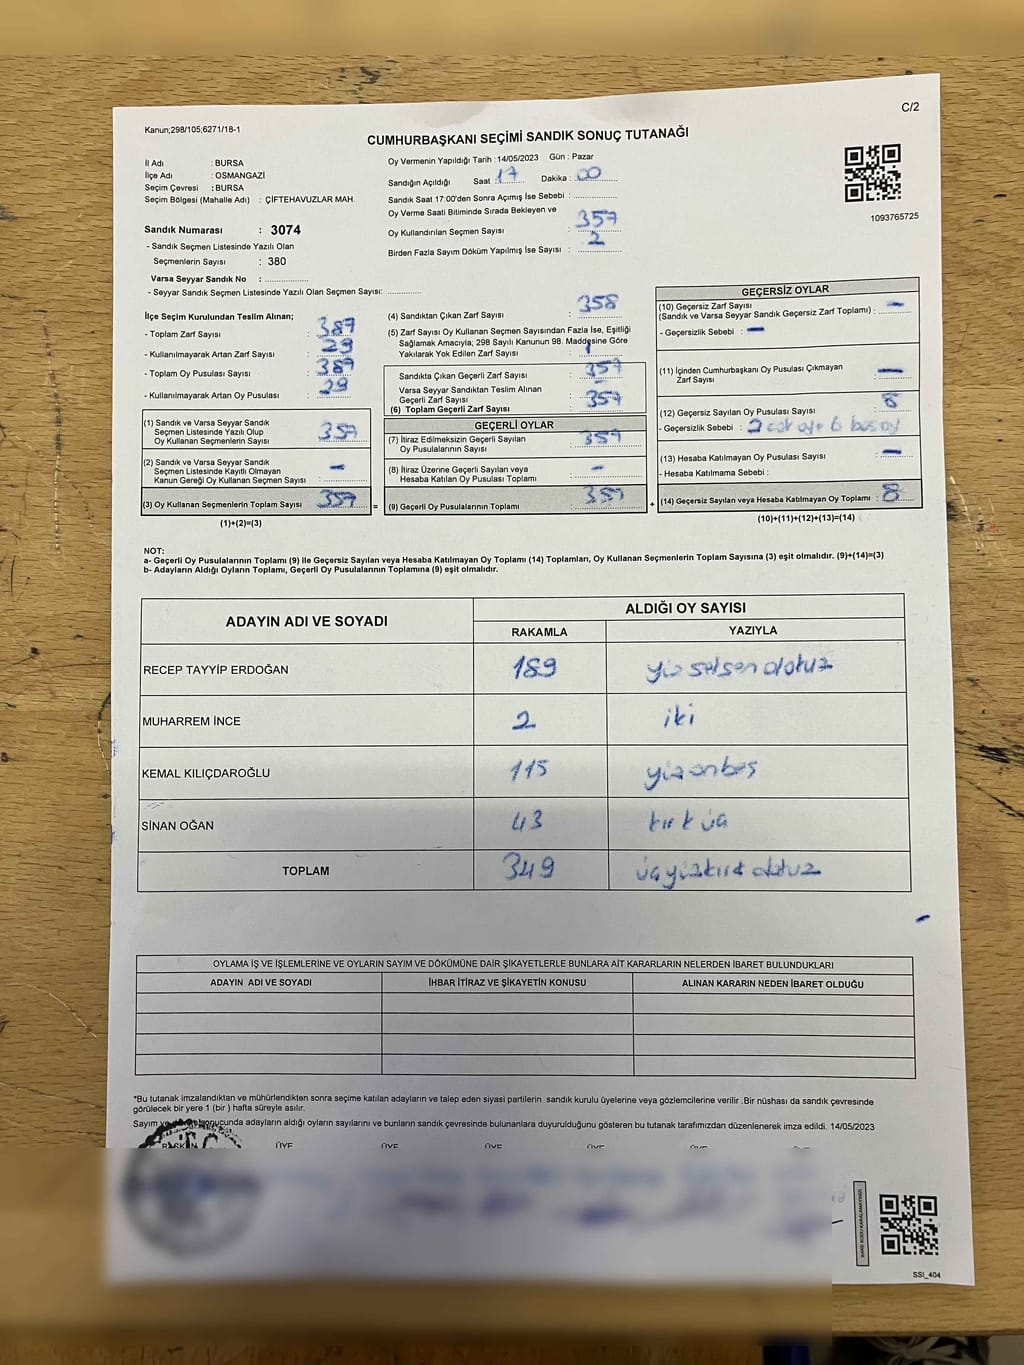 C/2
Kanun;298/105;6271/18-1
CUMHURBAŞKANI SEÇİMİ SANDIK SONUÇ TUTANAĞI
İl Adı : BURSA
İlçe Adı : OSMANGAZİ
Seçim Çevresi : BURSA
Seçim Bölgesi (Mahalle Adı) : ÇİFTEHAVUZLAR MAH.
Sandık Numarası : 3074
- Sandık Seçmen Listesinde Yazılı Olan
Seçmenlerin Sayısı : 380
Varsa Seyyar Sandık No :
- Seyyar Sandık Seçmen Listesinde Yazılı Olan Seçmen Sayısı:
Oy Vermenin Yapıldığı Tarih :14/05/2023 Gün : Pazar
Sandığın Açıldığı Saat : 17 Dakika : 00
Sandık Saat 17:00'den Sonra Açımış İse Sebebi :
Oy Verme Saati Bitiminde Sırada Bekleyen ve
Oy Kullandırılan Seçmen Sayısı : 357
Birden Fazla Sayım Döküm Yapılmış İse Sayısı : 2
1093765725
İlçe Seçim Kurulundan Teslim Alınan;
- Toplam Zarf Sayısı : 387
- Kullanılmayarak Artan Zarf Sayısı : 29
- Toplam Oy Pusulası Sayısı : 387
- Kullanılmayarak Artan Oy Pusulası : 29
(1) Sandık ve Varsa Seyyar Sandık
Seçmen Listesinde Yazılı Olup
Oy Kullanan Seçmenlerin Sayısı : 357
(2) Sandık ve Varsa Seyyar Sandık
Seçmen Listesinde Kayıtlı Olmayan
Kanun Gereği Oy Kullanan Seçmen Sayısı : -
(3) Oy Kullanan Seçmenlerin Toplam Sayısı : 357 =
(1)+(2)=(3)
(4) Sandıktan Çıkan Zarf Sayısı : 358
(5) Zarf Sayısı Oy Kullanan Seçmen Sayısından Fazla İse, Eşitliği
Sağlamak Amacıyla; 298 Sayılı Kanunun 98. Maddesine Göre
Yakılarak Yok Edilen Zarf Sayısı : 1
Sandıkta Çıkan Geçerli Zarf Sayısı : 357
Varsa Seyyar Sandıktan Teslim Alınan
Geçerli Zarf Sayısı : -
(6) Toplam Geçerli Zarf Sayısı : 357
GEÇERLİ OYLAR
(7) İtiraz Edilmeksizin Geçerli Sayılan
Oy Pusulasının Sayısı : 357
(8) İtiraz Üzerine Geçerli Sayılan veya
Hesaba Katılan Oy Pusulası Toplamı : -
(9) Geçerli Oy Pusulalarının Toplamı : 357 +
GEÇERSİZ OYLAR
(10) Geçersiz Zarf Sayısı
(Sandık ve Varsa Seyyar Sandık Geçersiz Zarf Toplamı) : -
- Geçersizlik Sebebi : -
(11) İçinden Cumhurbaşkanı Oy Pusulası Çıkmayan
Zarf Sayısı : -
(12) Geçersiz Sayılan Oy Pusulası Sayısı : 8
- Geçersizlik Sebebi : 2 oy+ 6 boş oy
(13) Hesaba Katılmayan Oy Pusulası Sayısı : -
- Hesaba Katılmama Sebebi :
(14) Geçersiz Sayılan veya Hesaba Katılmayan Oy Toplamı : 8
(10)+(11)+(12)+(13)=(14)
NOT:
a- Geçerli Oy Pusulalarının Toplamı (9) ile Geçersiz Sayılan veya Hesaba Katılmayan Oy Toplamı (14) Toplamları, Oy Kullanan Seçmenlerin Toplam Sayısına (3) eşit olmalıdır. (9)+(14)=(3)
b- Adayların Aldığı Oyların Toplamı, Geçerli Oy Pusulalarının Toplamına (9) eşit olmalıdır.
ADAYIN ADI VE SOYADI ALDIĞI OY SAYISI
RAKAMLA YAZIYLA
RECEP TAYYİP ERDOĞAN 189 yüz seksen dokuz
MUHARREM İNCE 2 iki
KEMAL KILIÇDAROĞLU 115 yüz onbeş
SİNAN OĞAN 43 kırk üç
TOPLAM 349 üçyüzkırk dokuz
OYLAMA İŞ VE İŞLEMLERİNE VE OYLARIN SAYIM VE DÖKÜMÜNE DAİR ŞİKAYETLERLE BUNLARA AİT KARARLARIN NELERDEN İBARET BULUNDUKLARI
ADAYIN ADI VE SOYADI İHBAR İTİRAZ VE ŞİKAYETİN KONUSU ALINAN KARARIN NEDEN İBARET OLDUĞU
*Bu tutanak imzalandıktan ve mühürlendikten sonra seçime katılan adayların ve talep eden siyasi partilerin sandık kurulu üyelerine veya gözlemcilerine verilir .Bir nüshası da sandık çevresinde
görülecek bir yere 1 (bir ) hafta süreyle asılır.
Sayım ve sonucunda adayların aldığı oyların sayılarını ve bunların sandık çevresinde bulunanlara duyurulduğunu gösteren bu tutanak tarafımızdan düzenlenerek imza edildi. 14/05/2023
BAŞKAN ÜYE ÜYE ÜYE ÜYE ÜYE
SSI_404